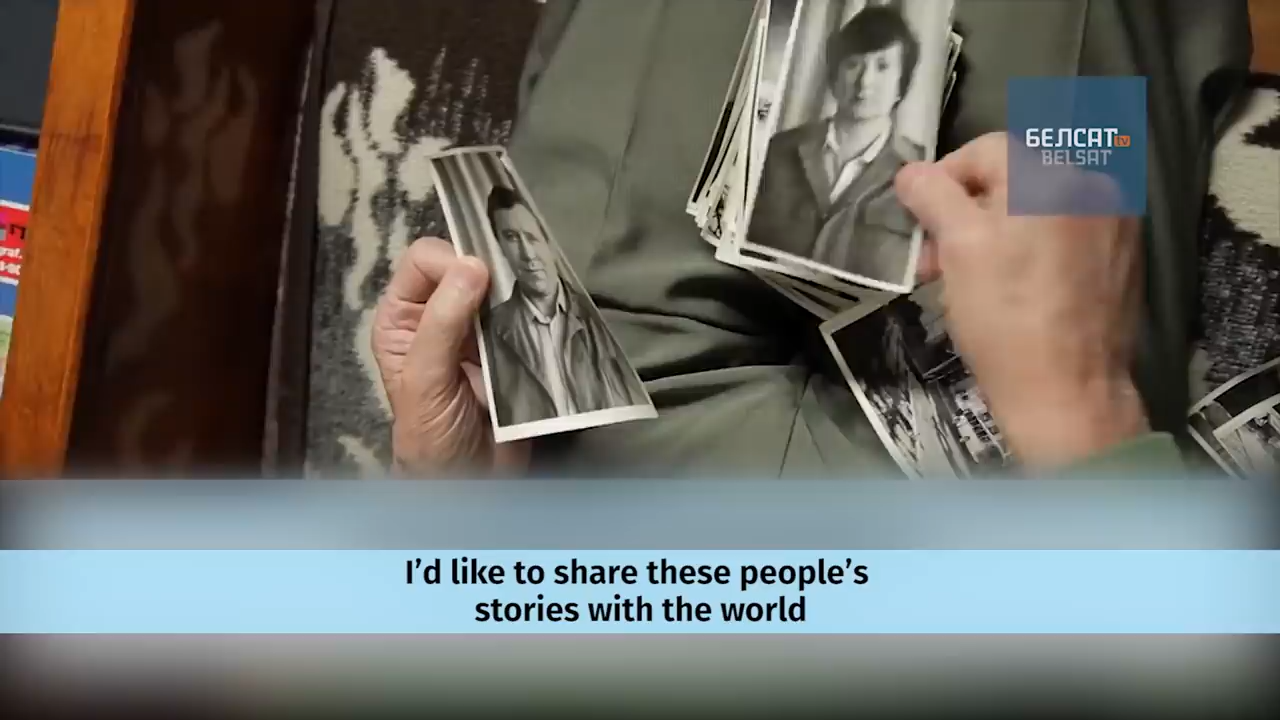 БЕЛСАТ tv
BELSAT
I’d like to share these people’s
stories with the world